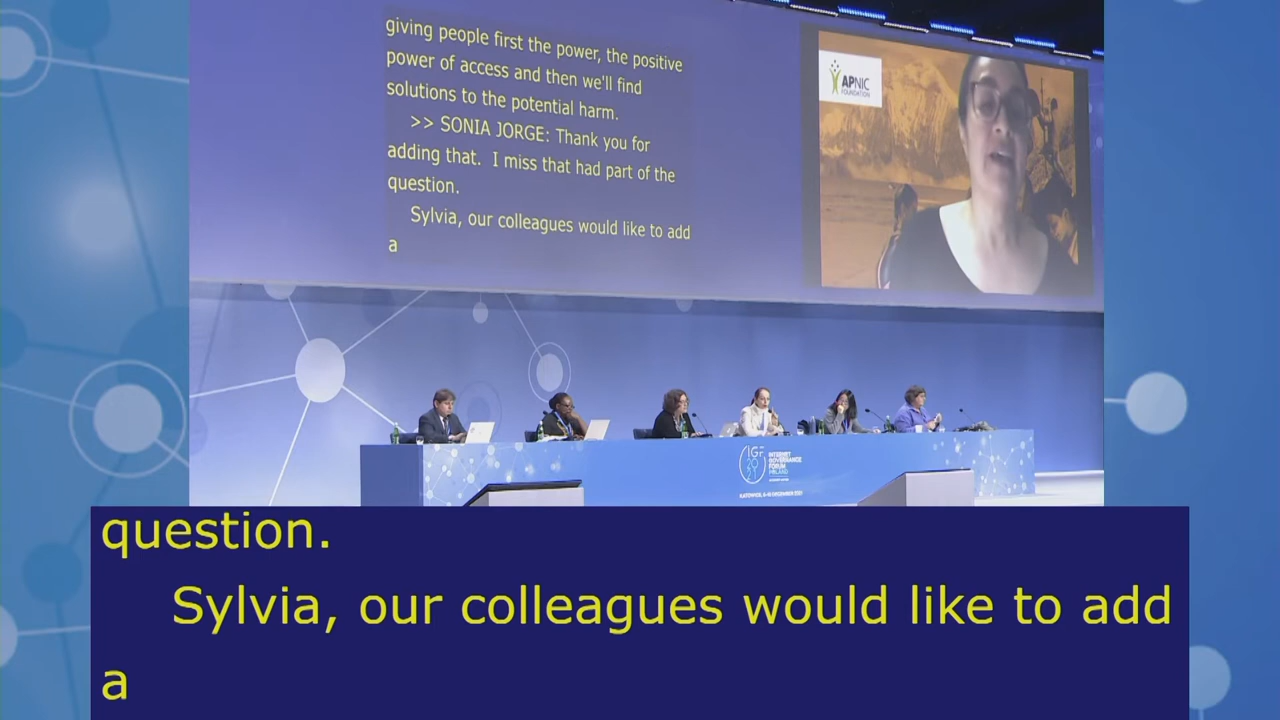 giving people first the power, the positive
power of access and then we'll find
solutions to the potential harm.
>> SONIA JORGE: Thank you for
adding that. I miss that had part of the
question.
Sylvia, our colleagues would like to add
a
APNIC
FOUNDATION
IGF
INTERNET
GOVERNANCE
FORUM
POLAND
question.
Sylvia, our colleagues would like to add
a